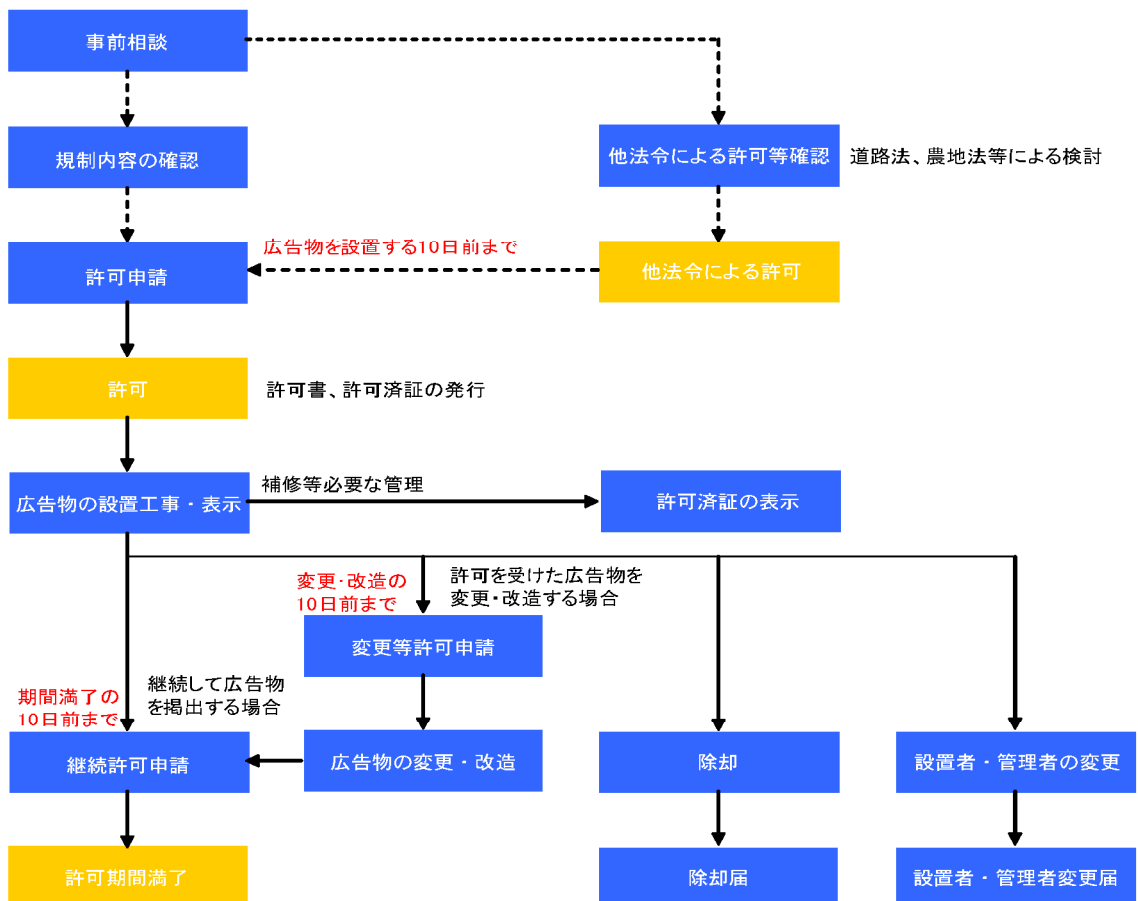 事前相談
規制内容の確認
他法令による許可等確認
道路法、農地法等による検討
許可申請
広告物を設置する10日前まで
他法令による許可
許可
許可書、許可済証の発行
広告物の設置工事・表示
補修等必要な管理
許可済証の表示
変更・改造の
10日前まで
許可を受けた広告物を
変更・改造する場合
変更等許可申請
期間満了の
10日前まで
継続して広告物
を掲出する場合
継続許可申請
広告物の変更・改造
除却
設置者・管理者の変更
許可期間満了
除却届
設置者・管理者変更届